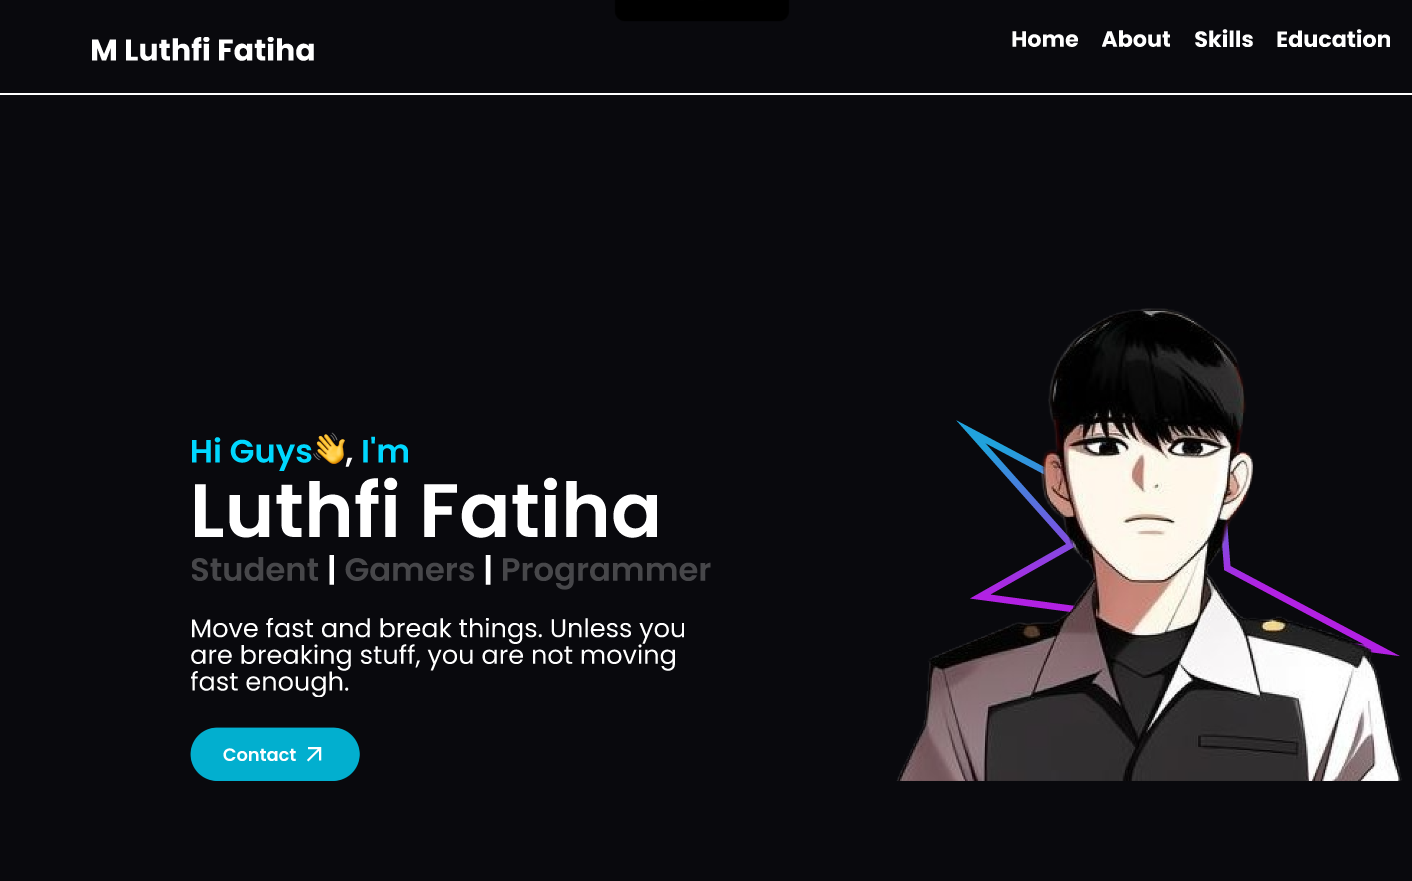 M Luthfi Fatiha
Home About Skills Education
Hi Guys👋, I'm
Luthfi Fatiha
Student | Gamers | Programmer
Move fast and break things. Unless you
are breaking stuff, you are not moving
fast enough.
Contact